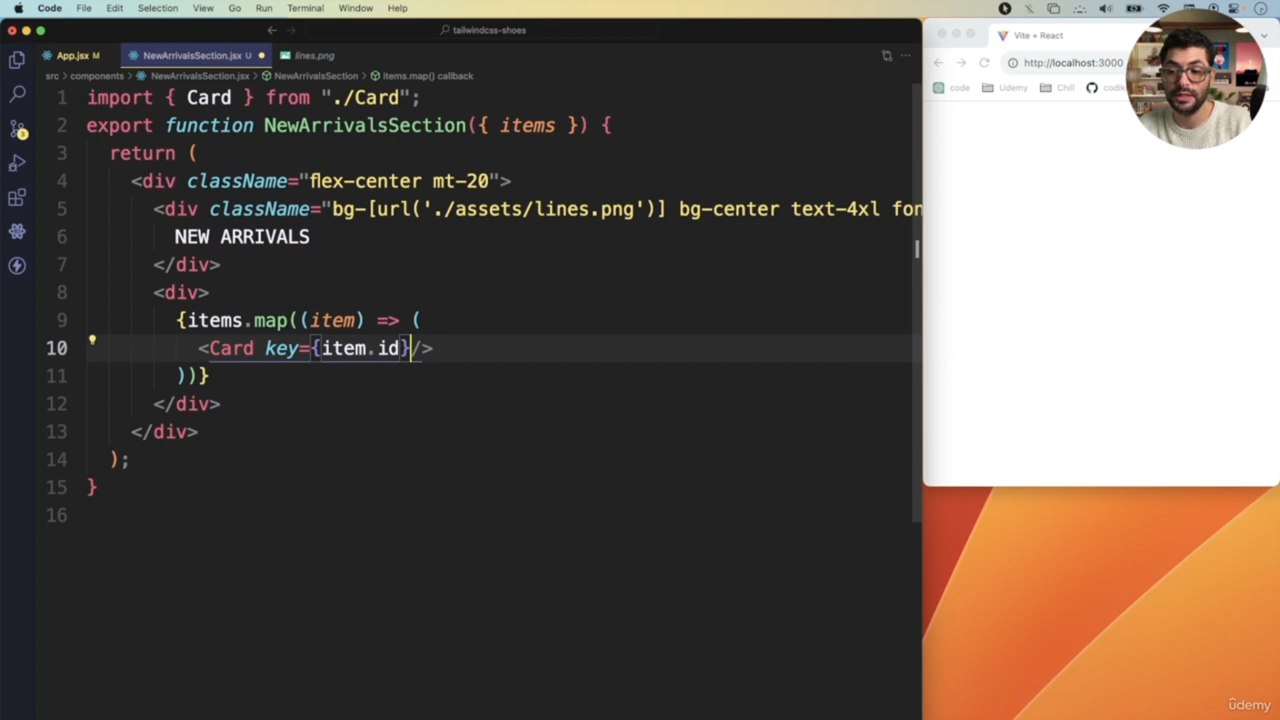 Code File Edit Selection View Go Run Terminal Window Help
tailwindcss-shoes
App.jsx M NewArrivalsSection.jsx U lines.png
src > components > NewArrivalsSection.jsx > NewArrivalsSection > items.map() callback
1 import { Card } from "./Card";
2 export function NewArrivalsSection({ items }) {
3 return (
4 <div className="flex-center mt-20">
5 <div className="bg-[url('./assets/lines.png')] bg-center text-4xl fon
6 NEW ARRIVALS
7 </div>
8 <div>
9 {items.map((item) => (
10 <Card key={item.id}/>
11 ))}
12 </div>
13 </div>
14 );
15 }
16
Vite + React
http://localhost:3000
code Udemy Chill
3
ûdemy